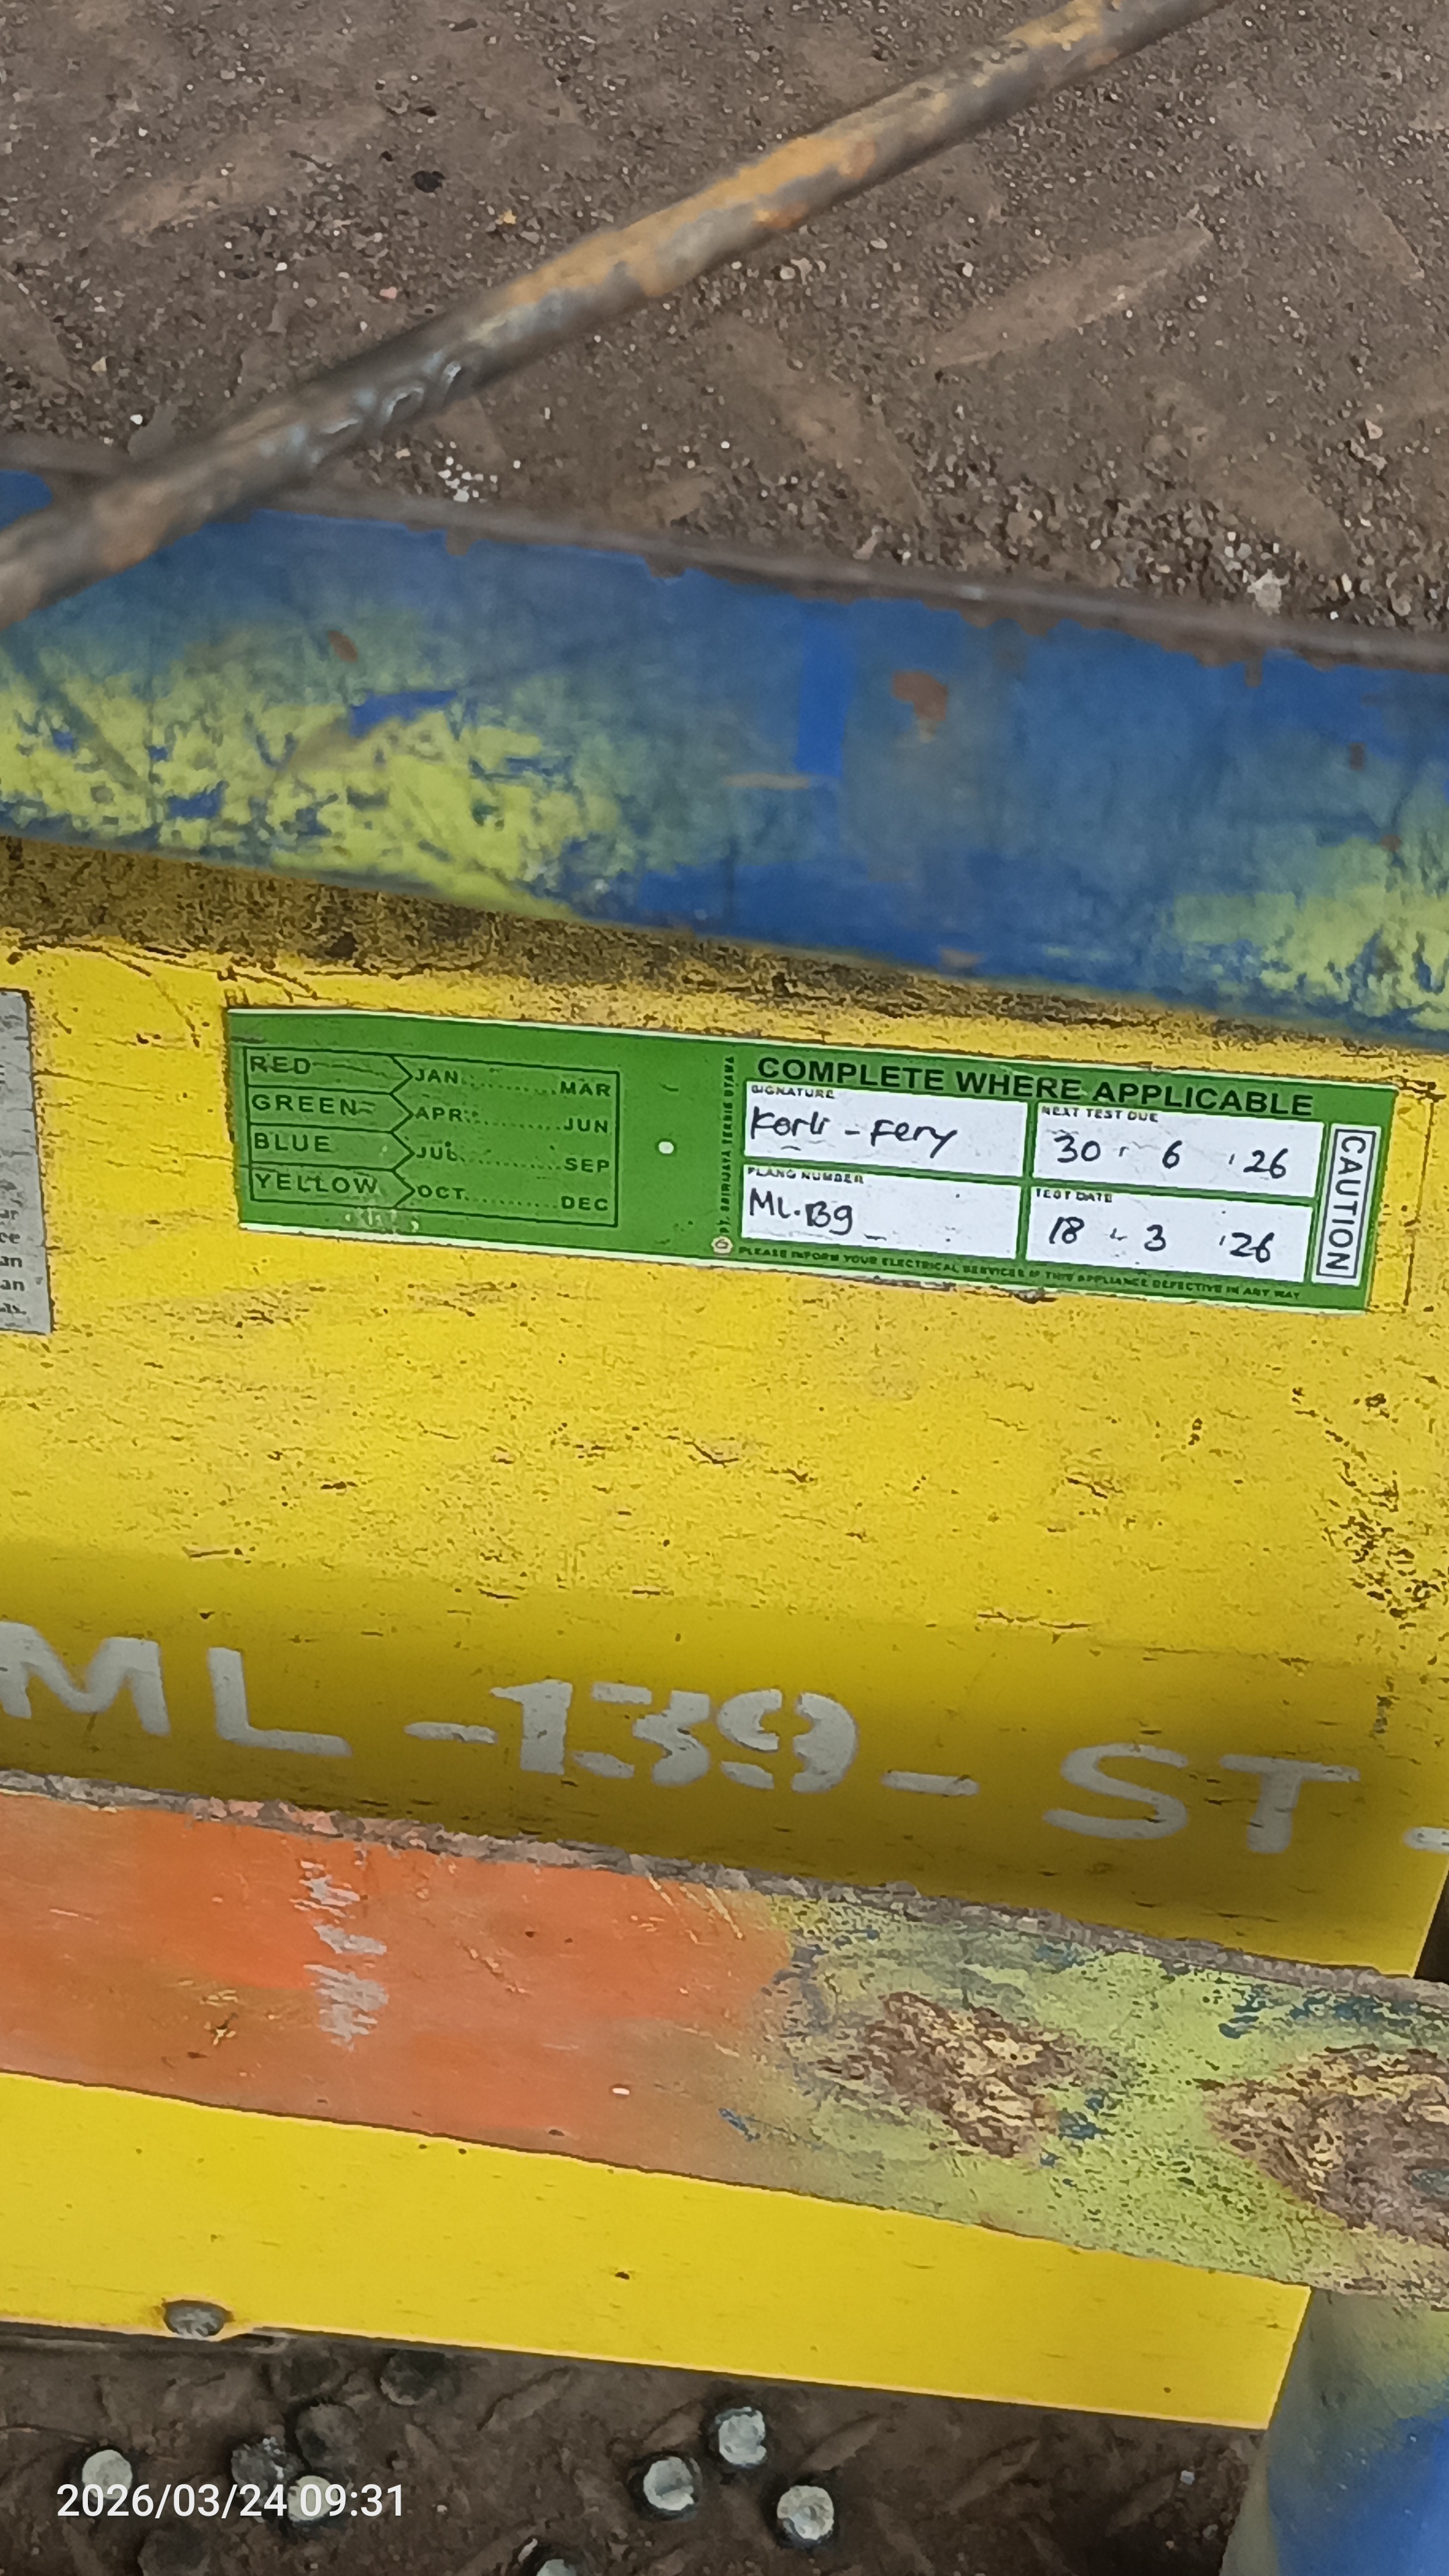 RED JAN MAR
GREEN APR JUN
BLUE JUL SEP
YELLOW OCT DEC
COMPLETE WHERE APPLICABLE
SIGNATURE
Ferry
NEXT TEST DUE
30 6 '26
PLANG NUMBER
ML.139
TEST DATE
18 - 3 '26
CAUTION
PLEASE INFORM YOUR ELECTRICAL SERVICES IF THIS APPLIANCE DEFECTIVE IN ANY WAY
ML-139-ST-
2026/03/24 09:31